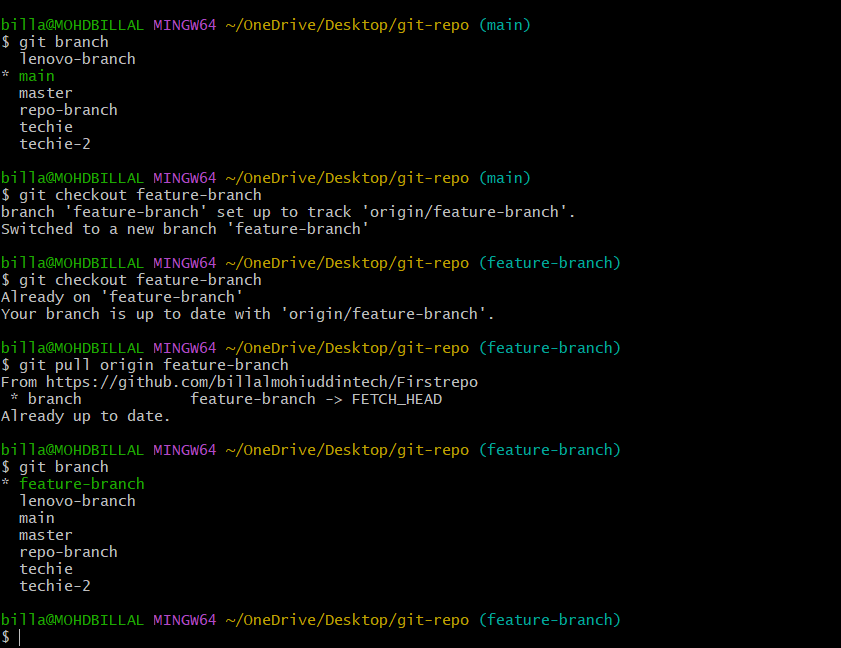 billa@MOHDBILLAL MINGW64 ~/OneDrive/Desktop/git-repo (main)
$ git branch
  lenovo-branch
* main
  master
  repo-branch
  techie
  techie-2

billa@MOHDBILLAL MINGW64 ~/OneDrive/Desktop/git-repo (main)
$ git checkout feature-branch
branch 'feature-branch' set up to track 'origin/feature-branch'.
Switched to a new branch 'feature-branch'

billa@MOHDBILLAL MINGW64 ~/OneDrive/Desktop/git-repo (feature-branch)
$ git checkout feature-branch
Already on 'feature-branch'
Your branch is up to date with 'origin/feature-branch'.

billa@MOHDBILLAL MINGW64 ~/OneDrive/Desktop/git-repo (feature-branch)
$ git pull origin feature-branch
From https://github.com/billalmohiuddintech/Firstrepo
 * branch            feature-branch -> FETCH_HEAD
Already up to date.

billa@MOHDBILLAL MINGW64 ~/OneDrive/Desktop/git-repo (feature-branch)
$ git branch
* feature-branch
  lenovo-branch
  main
  master
  repo-branch
  techie
  techie-2

billa@MOHDBILLAL MINGW64 ~/OneDrive/Desktop/git-repo (feature-branch)
$